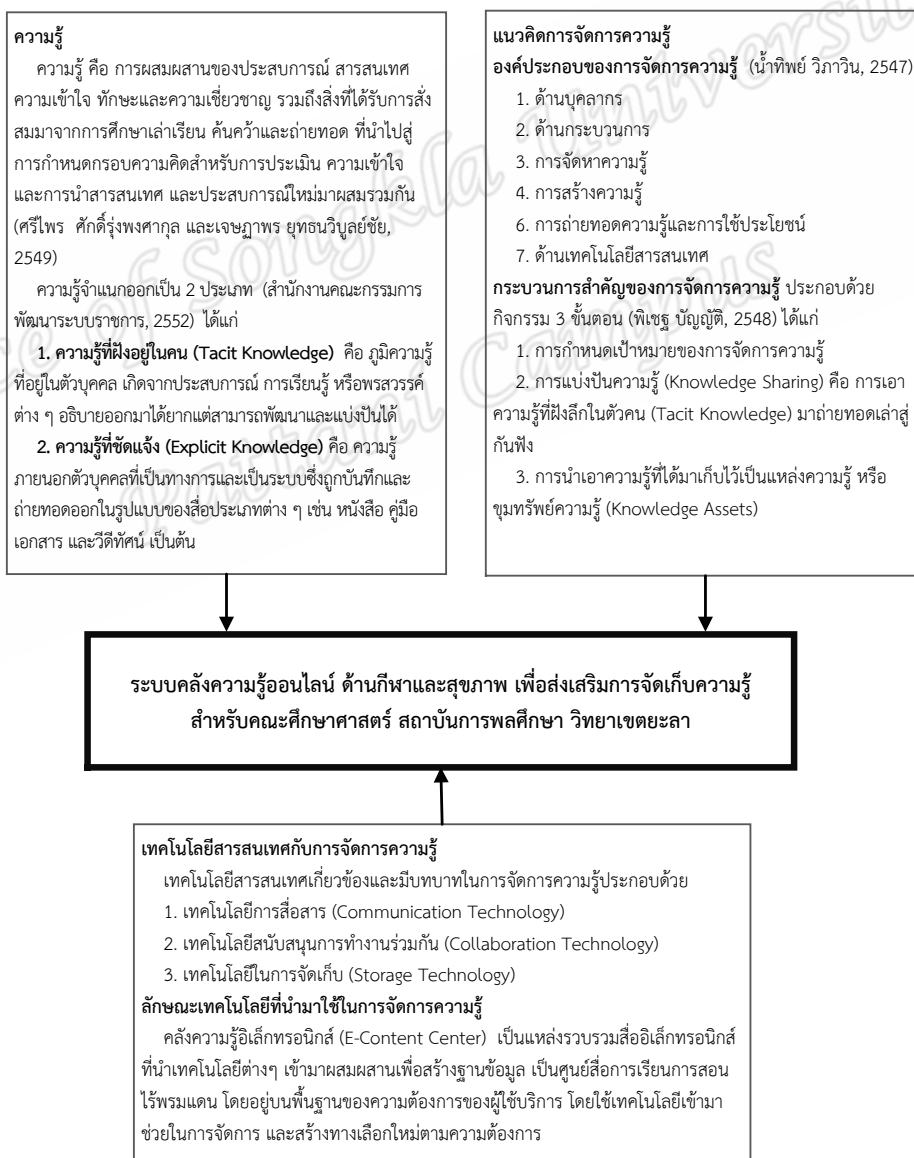 ความรู้
ความรู้ คือ การผสมผสานของประสบการณ์ สารสนเทศ
ความเข้าใจ ทักษะและความเชี่ยวชาญ รวมถึงสิ่งที่ได้รับการสั่ง
สมมาจากการศึกษาเล่าเรียน ค้นคว้าและถ่ายทอด ที่นำไปสู่
การกำหนดกรอบความคิดสำหรับการประเมิน ความเข้าใจ
และการนำสารสนเทศ และประสบการณ์ใหม่มาผสมรวมกัน
(ศรีไพร ศักดิ์รุ่งพงศากุล และเจษฎาพร ยุทธนวิบูลย์ชัย,
2549)
ความรู้จำแนกออกเป็น 2 ประเภท (สำนักงานคณะกรรมการ
พัฒนาระบบราชการ, 2552) ได้แก่
1. ความรู้ที่ฝังอยู่ในคน (Tacit Knowledge) คือ ภูมิความรู้
ที่อยู่ในตัวบุคคล เกิดจากประสบการณ์ การเรียนรู้ หรือพรสวรรค์
ต่าง ๆ อธิบายออกมาได้ยากแต่สามารถพัฒนาและแบ่งปันได้
2. ความรู้ที่ชัดแจ้ง (Explicit Knowledge) คือ ความรู้
ภายนอกตัวบุคคลที่เป็นทางการและเป็นระบบซึ่งถูกบันทึกและ
ถ่ายทอดออกในรูปแบบของสื่อประเภทต่าง ๆ เช่น หนังสือ คู่มือ
เอกสาร และวีดีทัศน์ เป็นต้น
แนวคิดการจัดการความรู้
องค์ประกอบของการจัดการความรู้ (น้ำทิพย์ วิภาวิน, 2547)
1. ด้านบุคลากร
2. ด้านกระบวนการ
3. การจัดหาความรู้
4. การสร้างความรู้
6. การถ่ายทอดความรู้และการใช้ประโยชน์
7. ด้านเทคโนโลยีสารสนเทศ
กระบวนการสำคัญของการจัดการความรู้ ประกอบด้วย
กิจกรรม 3 ขั้นตอน (พิเชฐ บัญญัติ, 2548) ได้แก่
1. การกำหนดเป้าหมายของการจัดการความรู้
2. การแบ่งปันความรู้ (Knowledge Sharing) คือ การเอา
ความรู้ที่ฝังลึกในตัวคน (Tacit Knowledge) มาถ่ายทอดเล่าสู่
กันฟัง
3. การนำเอาความรู้ที่ได้มาเก็บไว้เป็นแหล่งความรู้ หรือ
ขุมทรัพย์ความรู้ (Knowledge Assets)
ระบบคลังความรู้ออนไลน์ ด้านกีฬาและสุขภาพ เพื่อส่งเสริมการจัดเก็บความรู้
สำหรับคณะศึกษาศาสตร์ สถาบันการพลศึกษา วิทยาเขตยะลา
เทคโนโลยีสารสนเทศกับการจัดการความรู้
เทคโนโลยีสารสนเทศเกี่ยวข้องและมีบทบาทในการจัดการความรู้ประกอบด้วย
1. เทคโนโลยีการสื่อสาร (Communication Technology)
2. เทคโนโลยีสนับสนุนการทำงานร่วมกัน (Collaboration Technology)
3. เทคโนโลยีในการจัดเก็บ (Storage Technology)
ลักษณะเทคโนโลยีที่นำมาใช้ในการจัดการความรู้
คลังความรู้อิเล็กทรอนิกส์ (E-Content Center) เป็นแหล่งรวบรวมสื่ออิเล็กทรอนิกส์
ที่นำเทคโนโลยีต่างๆ เข้ามาผสมผสานเพื่อสร้างฐานข้อมูล เป็นศูนย์สื่อการเรียนการสอน
ไร้พรมแดน โดยอยู่บนพื้นฐานของความต้องการของผู้ใช้บริการ โดยใช้เทคโนโลยีเข้ามา
ช่วยในการจัดการ และสร้างทางเลือกใหม่ตามความต้องการ
of Songkla Universit
Pattani Campus